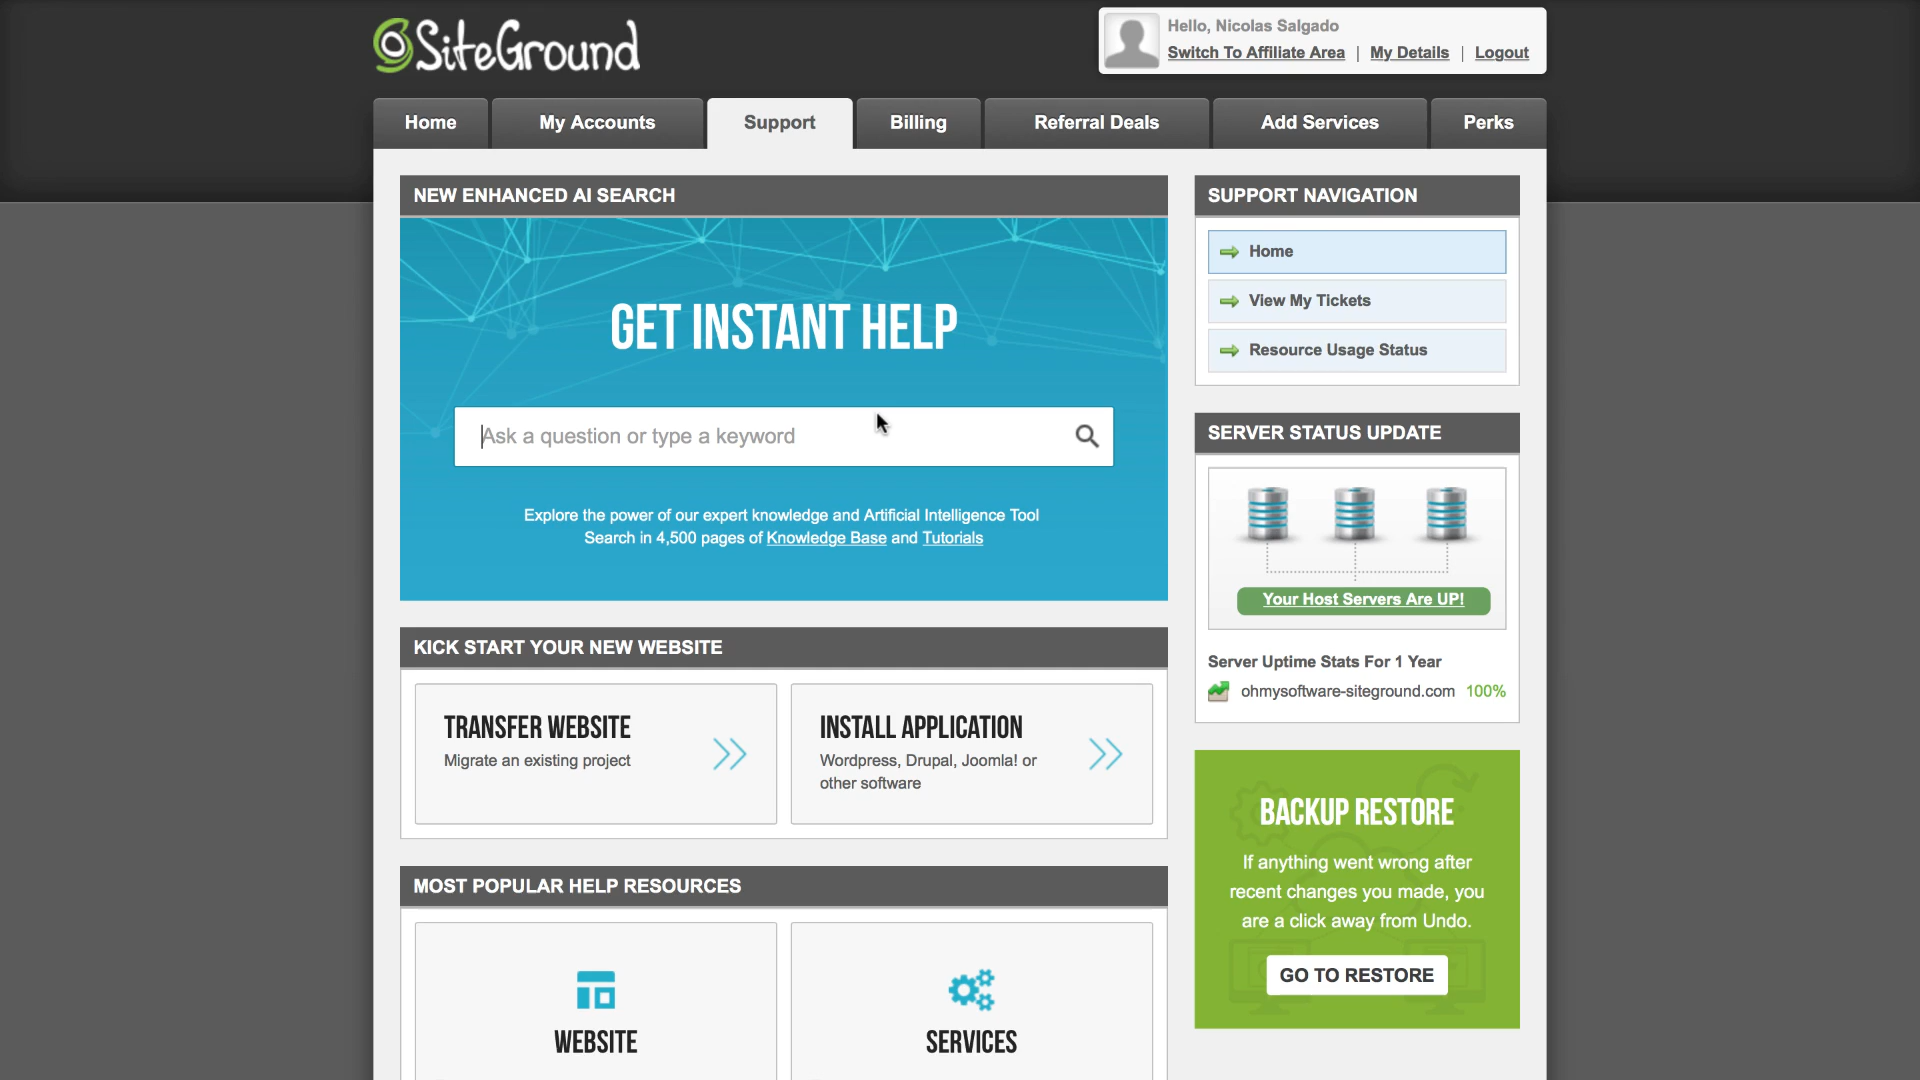 SiteGround
Hello, Nicolas Salgado
Switch To Affiliate Area | My Details | Logout
Home
My Accounts
Support
Billing
Referral Deals
Add Services
Perks
NEW ENHANCED AI SEARCH
GET INSTANT HELP
Ask a question or type a keyword
Explore the power of our expert knowledge and Artificial Intelligence Tool
Search in 4,500 pages of Knowledge Base and Tutorials
KICK START YOUR NEW WEBSITE
TRANSFER WEBSITE
Migrate an existing project
INSTALL APPLICATION
Wordpress, Drupal, Joomla! or
other software
MOST POPULAR HELP RESOURCES
WEBSITE
SERVICES
SUPPORT NAVIGATION
Home
View My Tickets
Resource Usage Status
SERVER STATUS UPDATE
Your Host Servers Are UP!
Server Uptime Stats For 1 Year
ohmysoftware-siteground.com 100%
BACKUP RESTORE
If anything went wrong after
recent changes you made, you
are a click away from Undo.
GO TO RESTORE